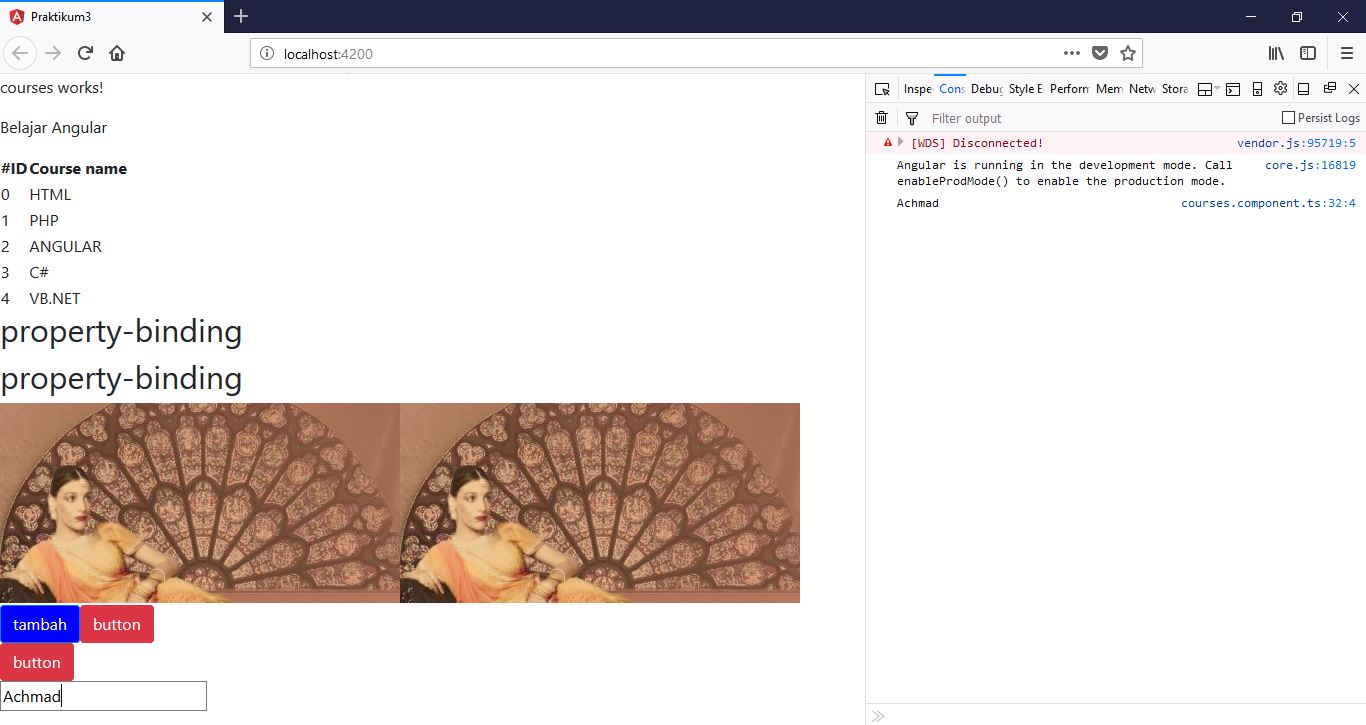 Praktikum3
localhost:4200
courses works!
Belajar Angular
#ID Course name
0 HTML
1 PHP
2 ANGULAR
3 C#
4 VB.NET
property-binding
property-binding
tambah button
button
Achmad
Inspe Cons Debug Style E Perform Mem Netw Stora
Filter output Persist Logs
[WDS] Disconnected! vendor.js:95719:5
Angular is running in the development mode. Call core.js:16819
enableProdMode() to enable the production mode.
Achmad courses.component.ts:32:4